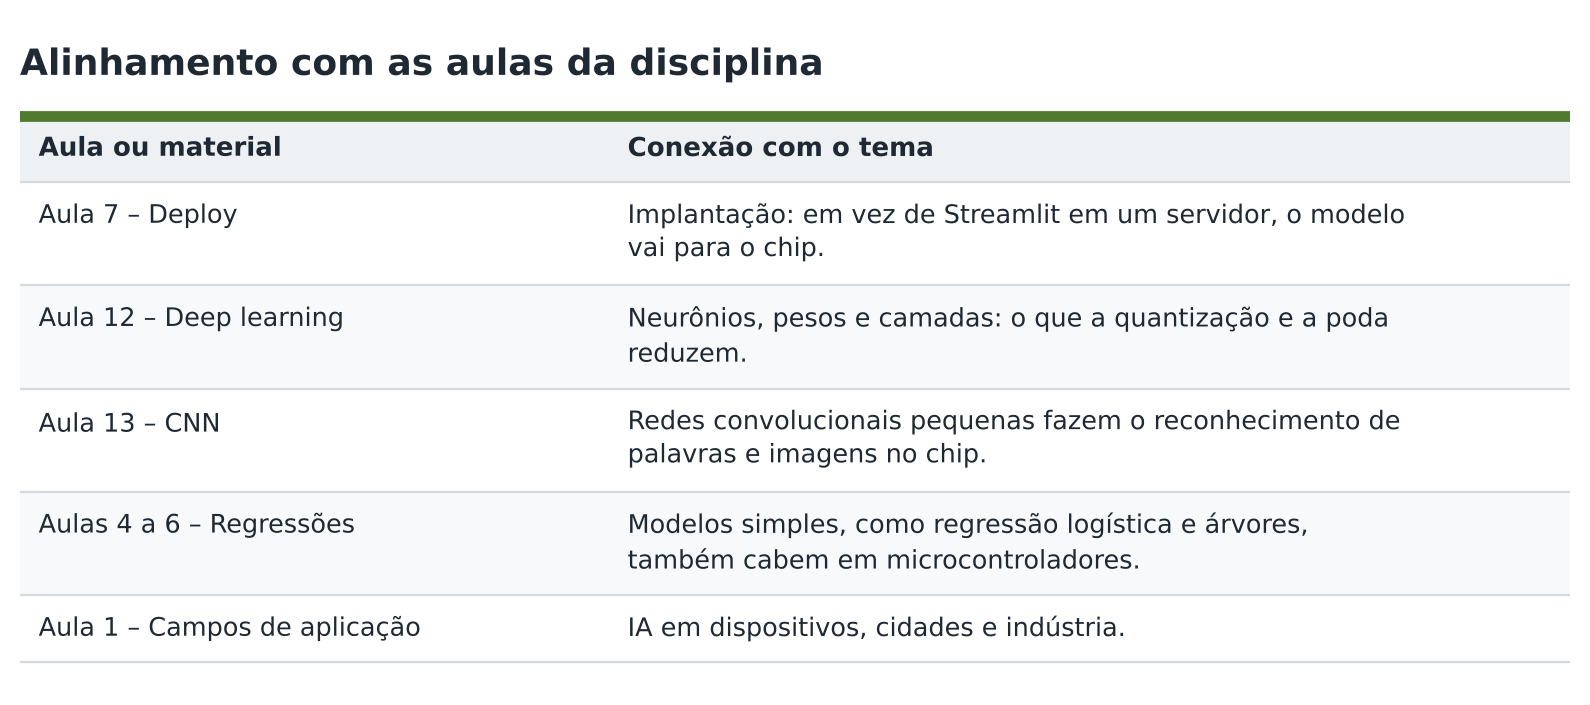 Alinhamento com as aulas da disciplina
Aula ou material
Conexão com o tema
Aula 7 – Deploy
Implantação: em vez de Streamlit em um servidor, o modelo
vai para o chip.
Aula 12 – Deep learning
Neurônios, pesos e camadas: o que a quantização e a poda
reduzem.
Aula 13 – CNN
Redes convolucionais pequenas fazem o reconhecimento de
palavras e imagens no chip.
Aulas 4 a 6 – Regressões
Modelos simples, como regressão logística e árvores,
também cabem em microcontroladores.
Aula 1 – Campos de aplicação
IA em dispositivos, cidades e indústria.